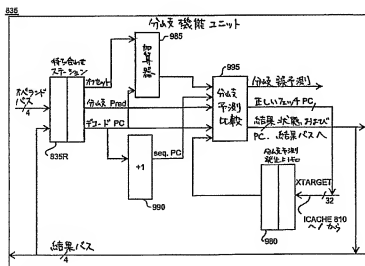 835
分岐機能ユニット
待ち合わせ
ステーション
オペランド
バス
4
835R
オフセット
加算器
985
分岐 Pred
デコード PC
+1
990
seq. PC
995
分岐
予測
比較
分岐 誤予測
正しいフェッチPC
結果、状態、および
PC、結果バスへ
分岐予測
FIFO
980
XTARGET
32
ICACHE 810
へ/から
結果バス
4